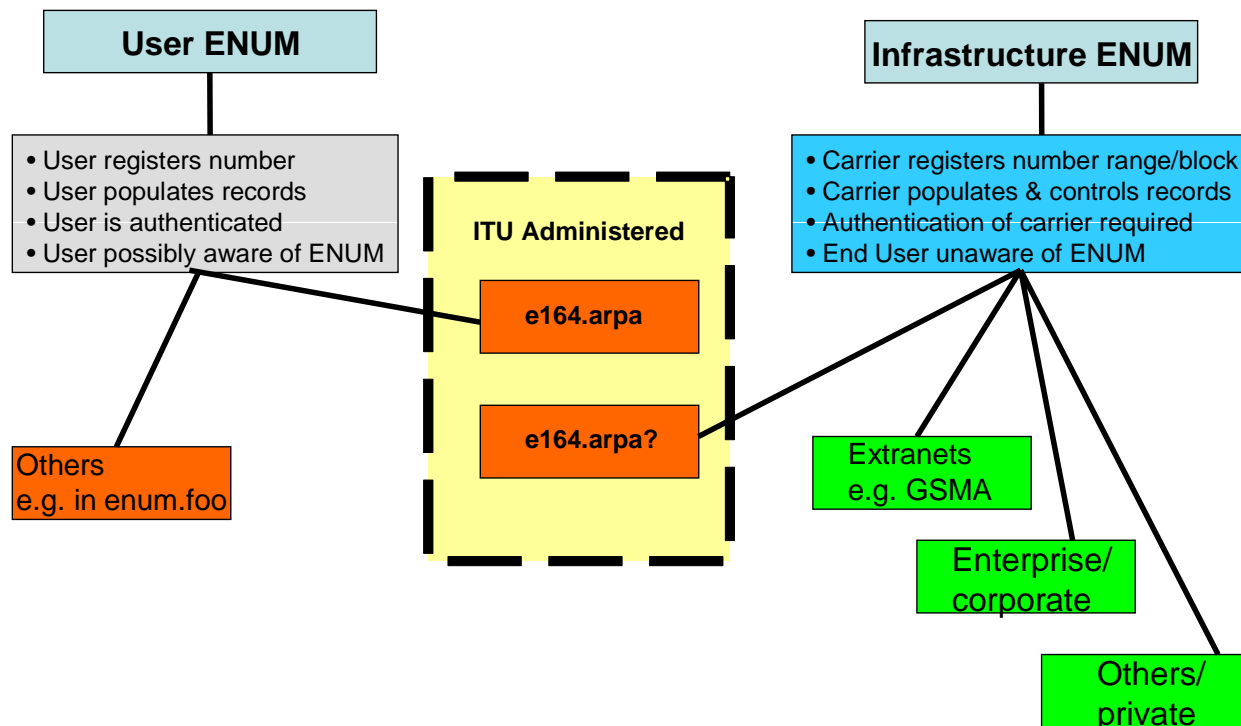 User ENUM
• User registers number
• User populates records
• User is authenticated
• User possibly aware of ENUM
Others
e.g. in enum.foo
ITU Administered
e164.arpa
e164.arpa?
Infrastructure ENUM
• Carrier registers number range/block
• Carrier populates & controls records
• Authentication of carrier required
• End User unaware of ENUM
Extranets
e.g. GSMA
Enterprise/
corporate
Others/
private